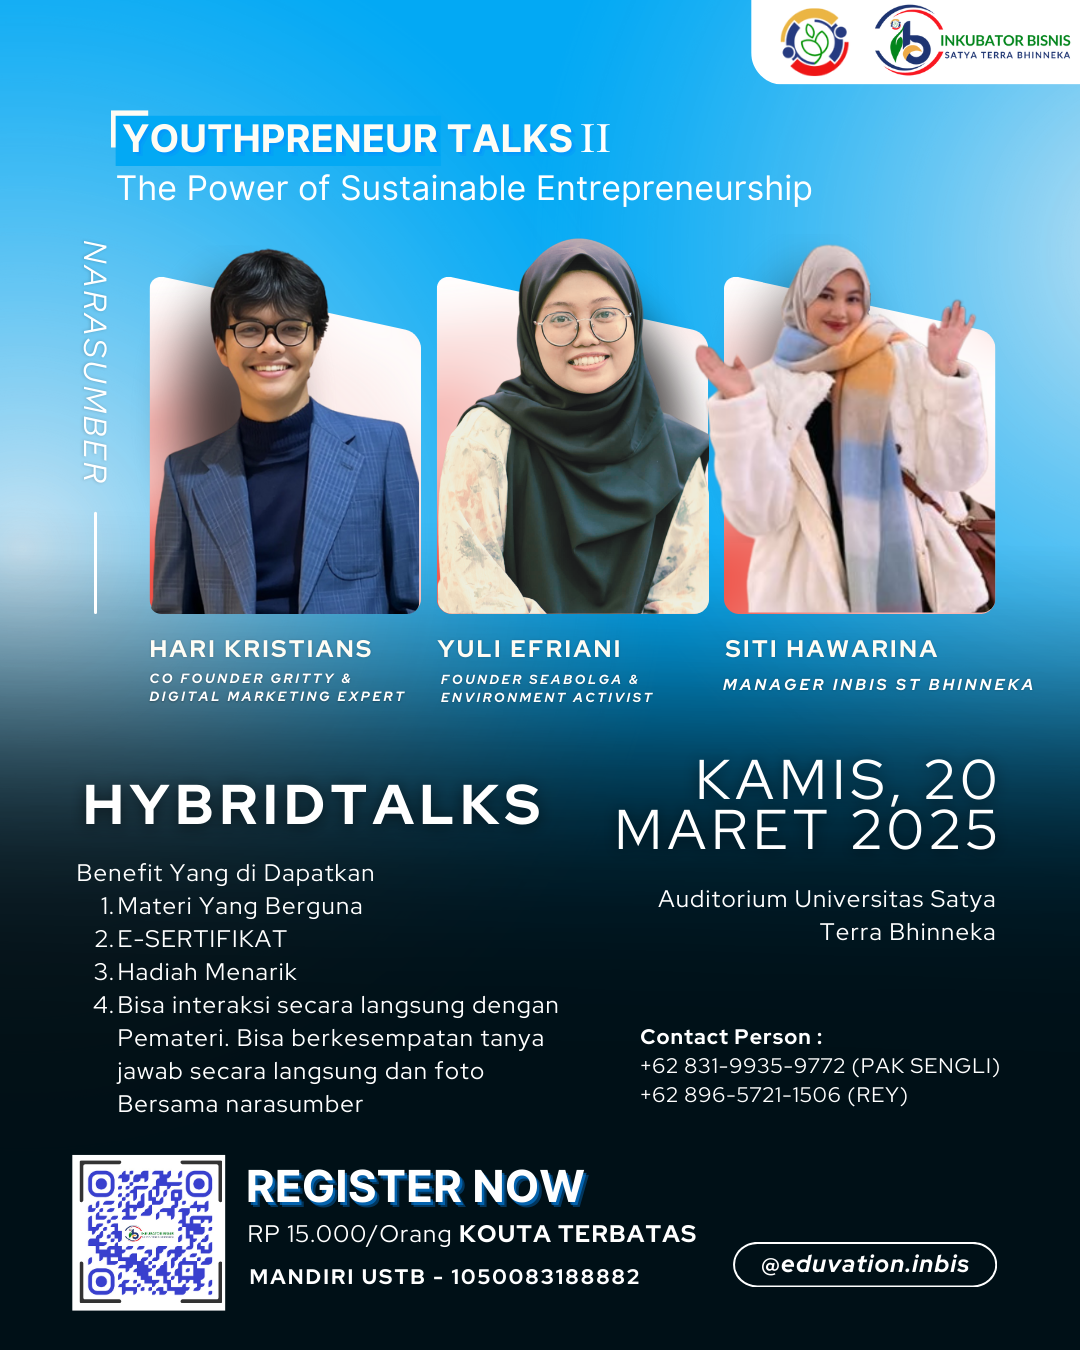 INKUBATOR BISNIS
SATYA TERRA BHINNEKA
YOUTHPRENEUR TALKS II
The Power of Sustainable Entrepreneurship
NARASUMBER
HARI KRISTIANS
CO FOUNDER GRITTY &
DIGITAL MARKETING EXPERT
YULI EFRIANI
FOUNDER SEABOLGA &
ENVIRONMENT ACTIVIST
SITI HAWARINA
MANAGER INBIS ST BHINNEKA
HYBRIDTALKS
Benefit Yang di Dapatkan
1. Materi Yang Berguna
2. E-SERTIFIKAT
3. Hadiah Menarik
4. Bisa interaksi secara langsung dengan
Pemateri. Bisa berkesempatan tanya
jawab secara langsung dan foto
Bersama narasumber
KAMIS, 20
MARET 2025
Auditorium Universitas Satya
Terra Bhinneka
Contact Person :
+62 831-9935-9772 (PAK SENGLI)
+62 896-5721-1506 (REY)
REGISTER NOW
RP 15.000/Orang KOUTA TERBATAS
MANDIRI USTB - 1050083188882
@eduvation.inbis